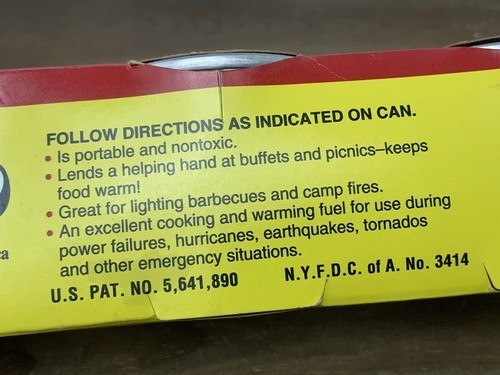 FOLLOW DIRECTIONS AS INDICATED ON CAN.
• Is portable and nontoxic.
• Lends a helping hand at buffets and picnics–keeps
food warm!
• Great for lighting barbecues and camp fires.
• An excellent cooking and warming fuel for use during
power failures, hurricanes, earthquakes, tornados
and other emergency situations.
U.S. PAT. NO. 5,641,890 N.Y.F.D.C. of A. No. 3414